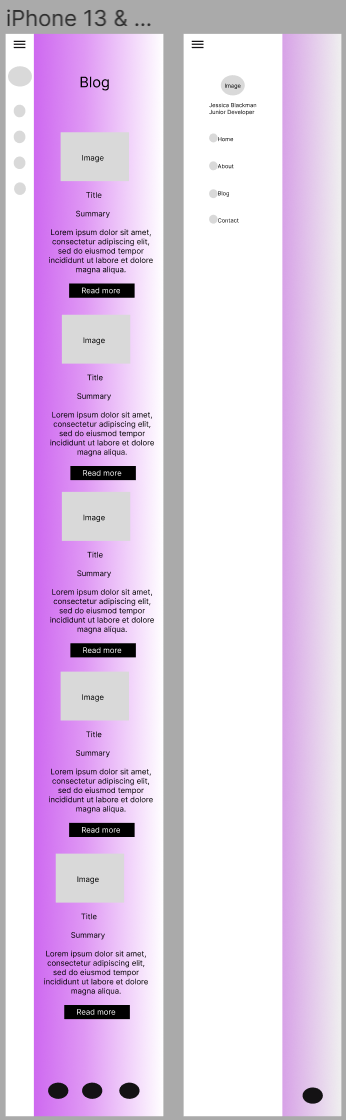 iPhone 13 & ...
Blog
Image
Title
Summary
Lorem ipsum dolor sit amet,
consectetur adipiscing elit,
sed do eiusmod tempor
incididunt ut labore et dolore
magna aliqua.
Read more
Image
Title
Summary
Lorem ipsum dolor sit amet,
consectetur adipiscing elit,
sed do eiusmod tempor
incididunt ut labore et dolore
magna aliqua.
Read more
Image
Title
Summary
Lorem ipsum dolor sit amet,
consectetur adipiscing elit,
sed do eiusmod tempor
incididunt ut labore et dolore
magna aliqua.
Read more
Image
Title
Summary
Lorem ipsum dolor sit amet,
consectetur adipiscing elit,
sed do eiusmod tempor
incididunt ut labore et dolore
magna aliqua.
Read more
Image
Title
Summary
Lorem ipsum dolor sit amet,
consectetur adipiscing elit,
sed do eiusmod tempor
incididunt ut labore et dolore
magna aliqua.
Read more
Image
Jessica Blackman
Junior Developer
Home
About
Blog
Contact